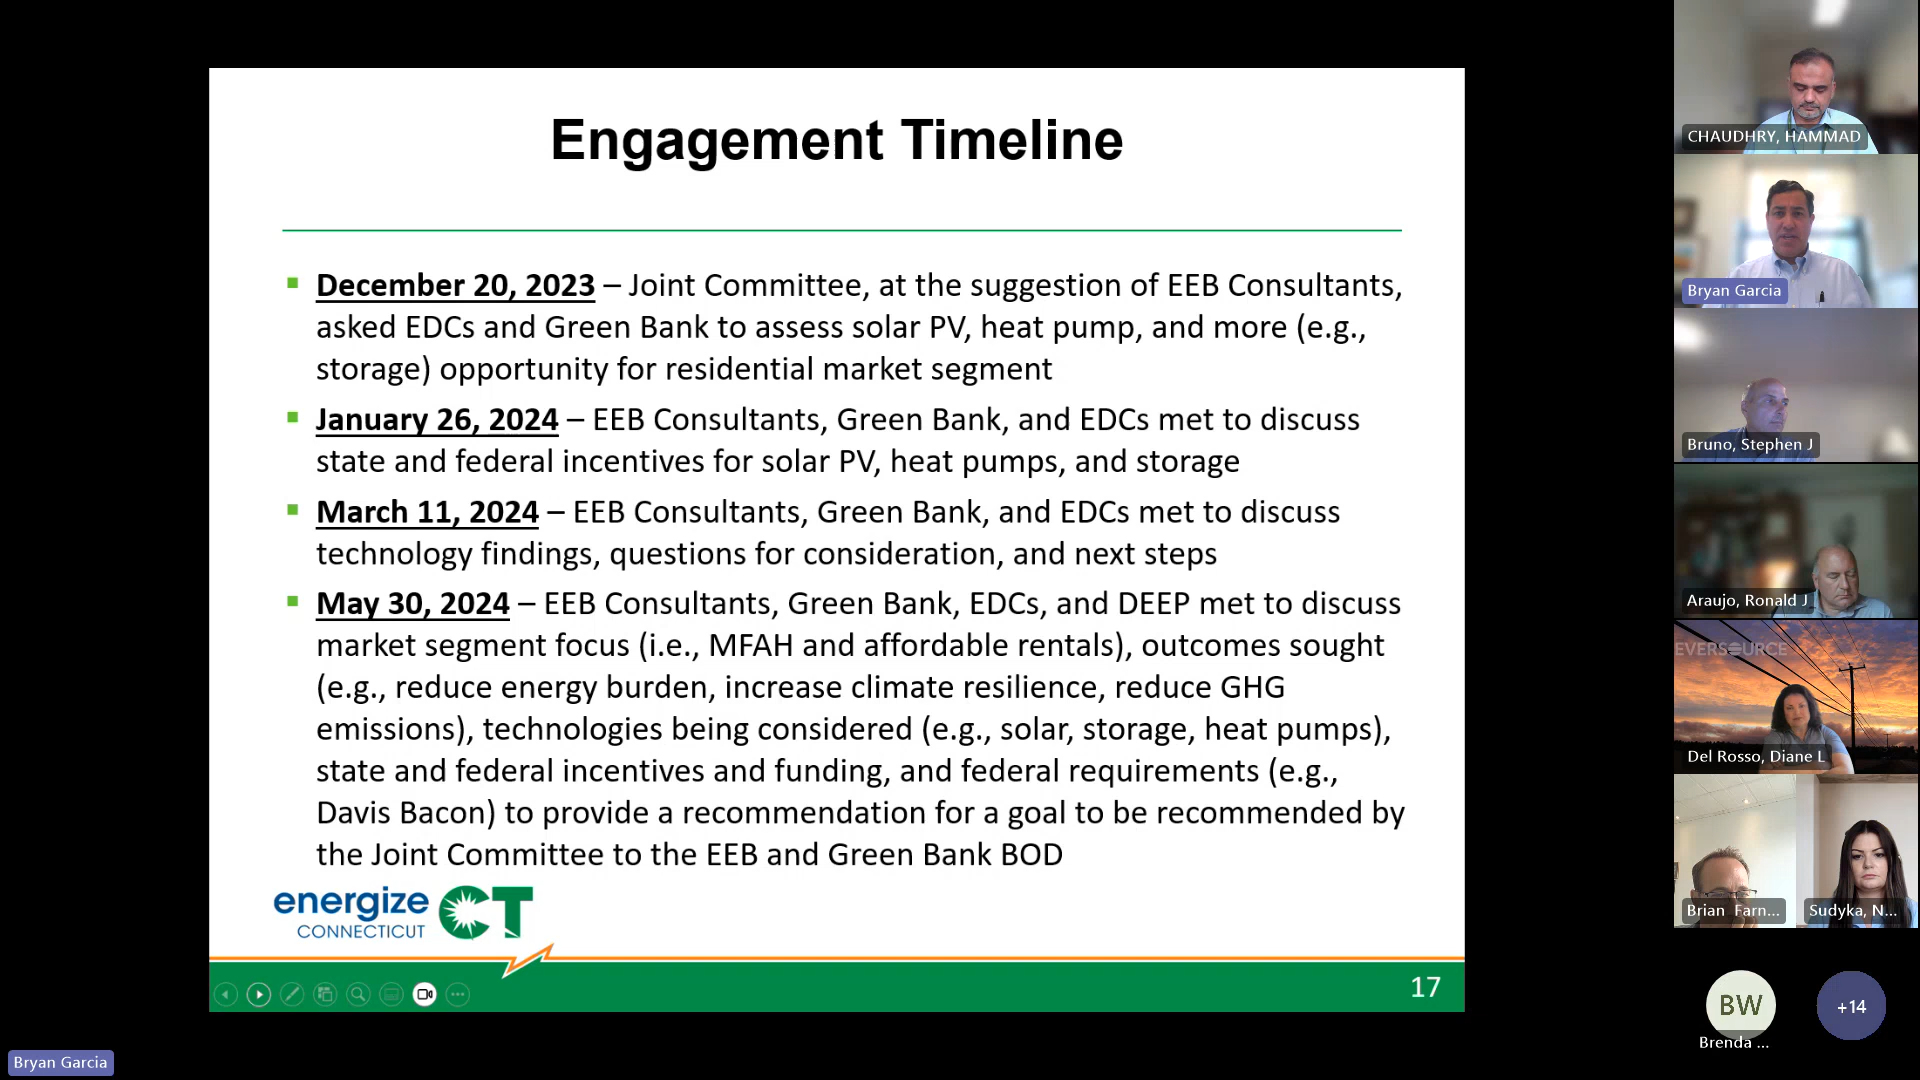 Engagement Timeline
December 20, 2023 – Joint Committee, at the suggestion of EEB Consultants,
asked EDCs and Green Bank to assess solar PV, heat pump, and more (e.g.,
storage) opportunity for residential market segment
January 26, 2024 – EEB Consultants, Green Bank, and EDCs met to discuss
state and federal incentives for solar PV, heat pumps, and storage
March 11, 2024 – EEB Consultants, Green Bank, and EDCs met to discuss
technology findings, questions for consideration, and next steps
May 30, 2024 – EEB Consultants, Green Bank, EDCs, and DEEP met to discuss
market segment focus (i.e., MFAH and affordable rentals), outcomes sought
(e.g., reduce energy burden, increase climate resilience, reduce GHG
emissions), technologies being considered (e.g., solar, storage, heat pumps),
state and federal incentives and funding, and federal requirements (e.g.,
Davis Bacon) to provide a recommendation for a goal to be recommended by
the Joint Committee to the EEB and Green Bank BOD
energize CT
CONNECTICUT
17
Bryan Garcia
CHAUDHRY, HAMMAD
Bryan Garcia
Bruno, Stephen J
Araujo, Ronald J
EVERSOURCE
Del Rosso, Diane L
Brian Farn...
Sudyka, N...
BW
+14
Brenda ...